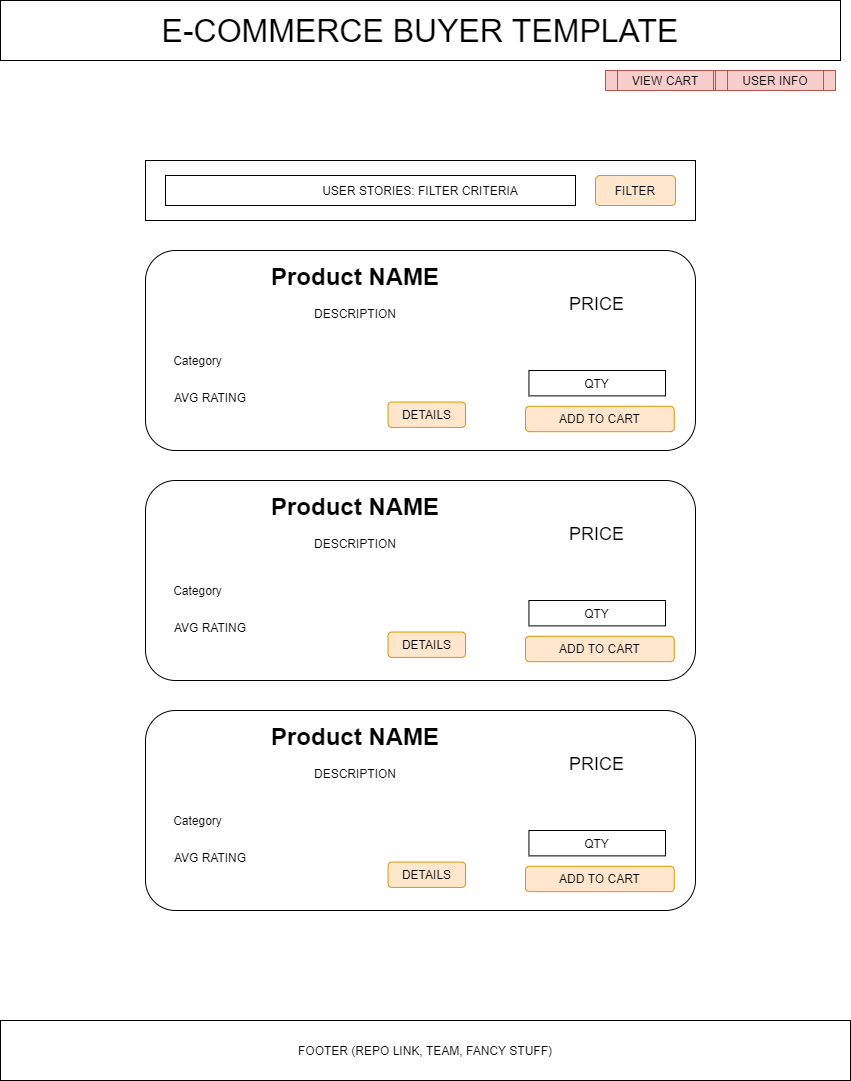 E-COMMERCE BUYER TEMPLATE
VIEW CART
USER INFO
USER STORIES: FILTER CRITERIA
FILTER
Product NAME
DESCRIPTION
PRICE
Category
AVG RATING
QTY
DETAILS
ADD TO CART
Product NAME
DESCRIPTION
PRICE
Category
AVG RATING
QTY
DETAILS
ADD TO CART
Product NAME
DESCRIPTION
PRICE
Category
AVG RATING
QTY
DETAILS
ADD TO CART
FOOTER (REPO LINK, TEAM, FANCY STUFF)